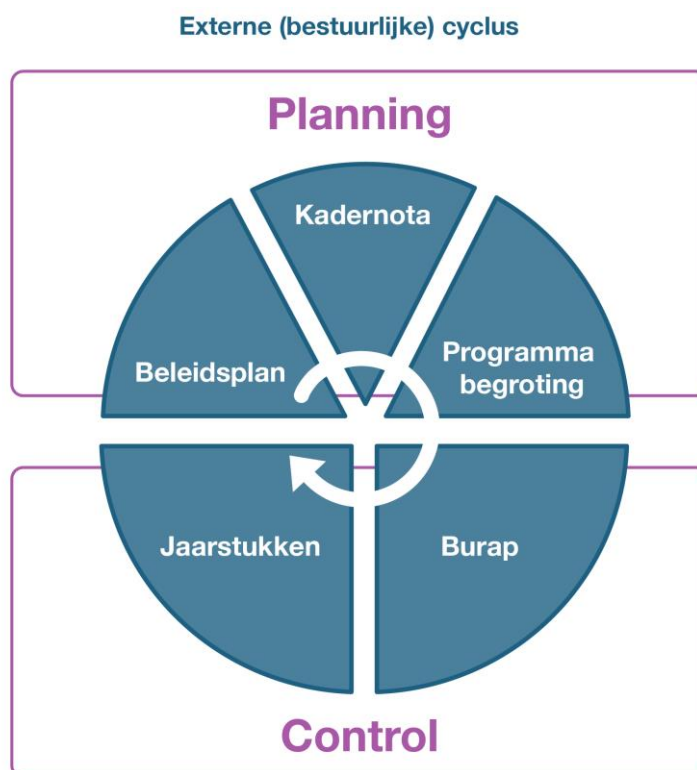 Externe (bestuurlijke) cyclus
Planning
Kadernota
Beleidsplan
Programma
begroting
Jaarstukken
Burap
Control